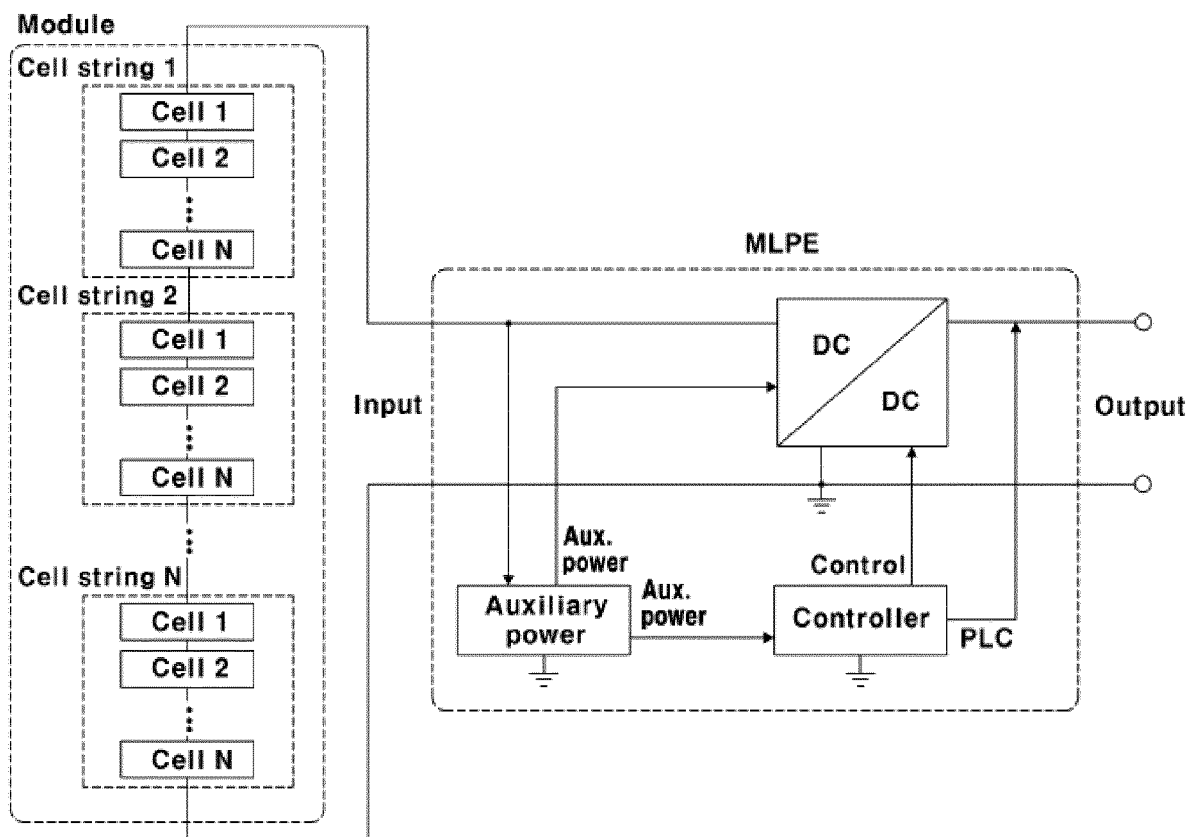 Module
Cell string 1
Cell 1
Cell 2
Cell N
Cell string 2
Cell 1
Cell 2
Cell N
Cell string N
Cell 1
Cell 2
Cell N
MLPE
Input
DC
DC
Output
Aux.
power
Auxiliary
power
Aux.
power
Control
Controller
PLC